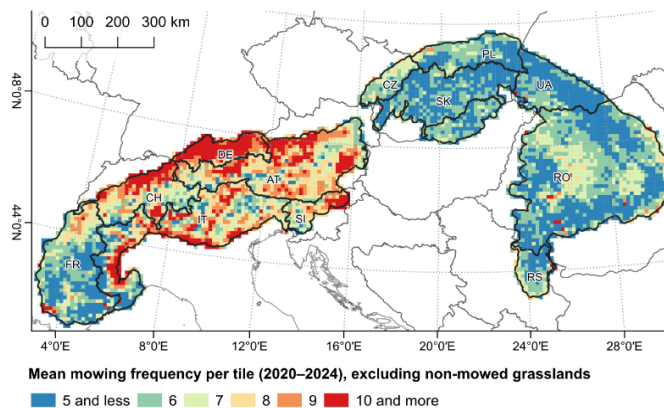 0 100 200 300 km
48°0'N
44°0'N
PL
CZ
SK
UA
DE
AT
RO
CH
IT
SI
FR
RS
4°0'E 8°0'E 12°0'E 16°0'E 20°0'E 24°0'E 28°0'E
Mean mowing frequency per tile (2020–2024), excluding non-mowed grasslands
5 and less 6 7 8 9 10 and more